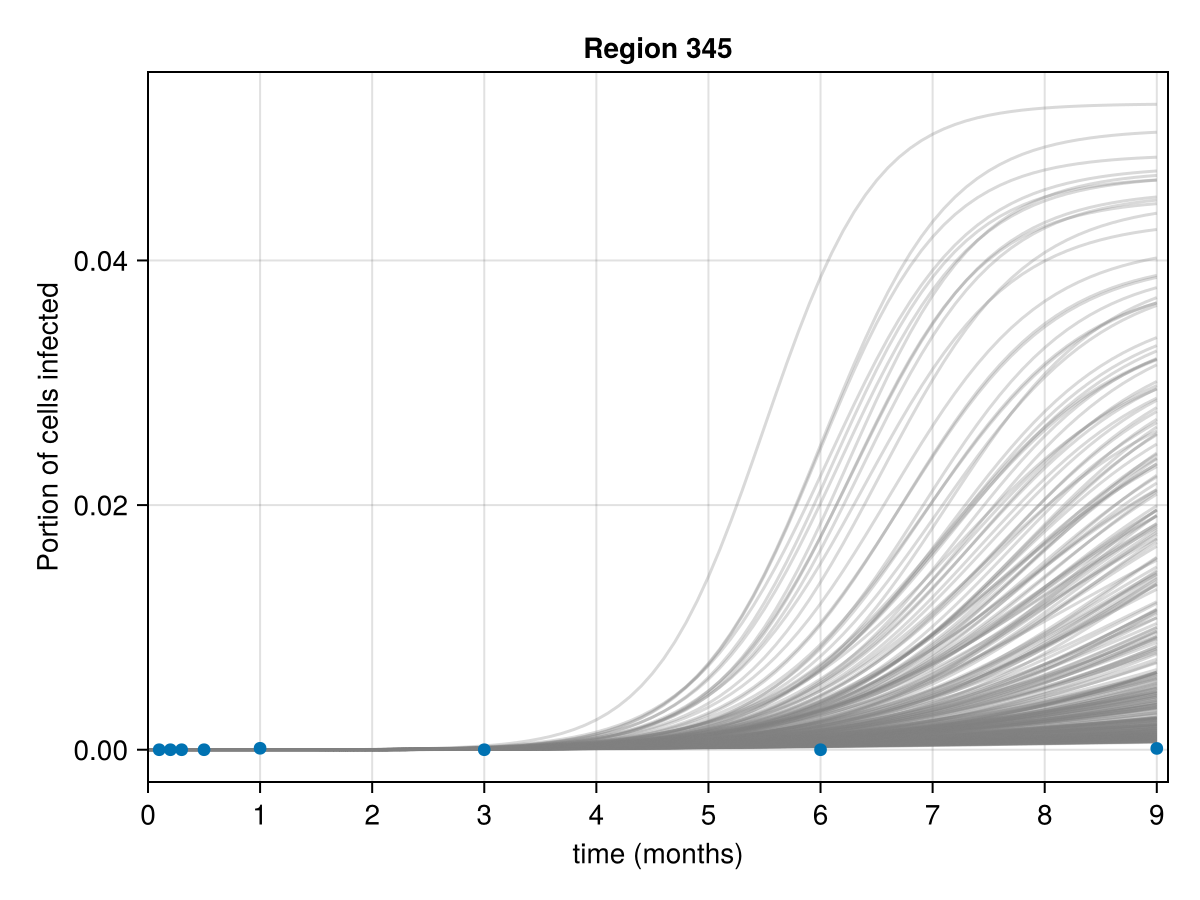 Region 345
Portion of cells infected
0.04
0.02
0.00
0 1 2 3 4 5 6 7 8 9
time (months)